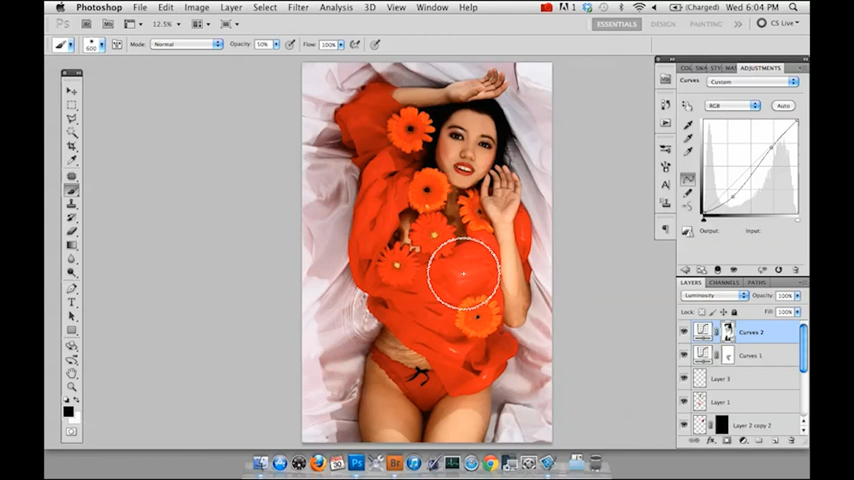 Photoshop File Edit Image Layer Select Filter Analysis 3D View Window Help
1 (Charged) Wed 6:04 PM
12.5% ESSENTIALS DESIGN PAINTING CS Live
600 Mode: Normal Opacity: 50% Flow: 100%
ADJUSTMENTS
Curves Custom
RGB Auto
Output: Input:
LAYERS CHANNELS PATHS
Luminosity Opacity: 100%
Lock: Fill: 100%
Curves 2
Curves 1
Layer 3
Layer 1
Layer 2 copy 2